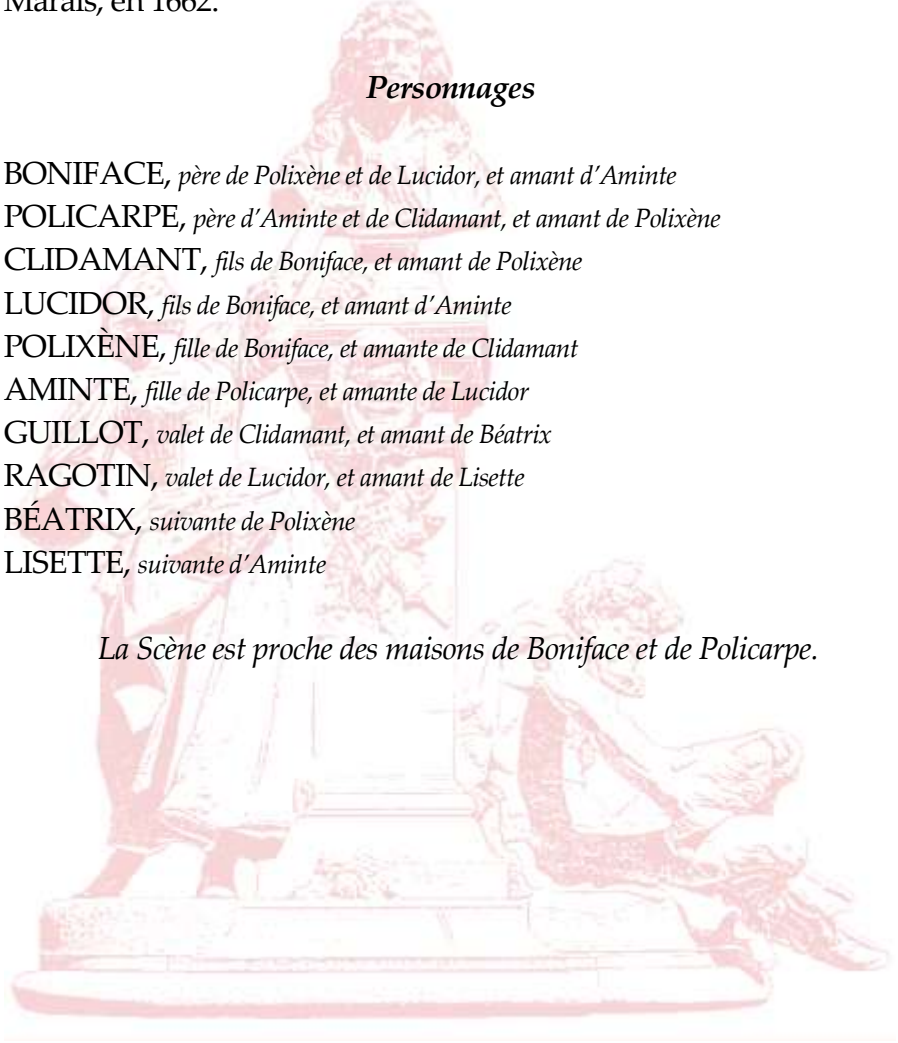 Marais, en 1662.
Personnages
BONIFACE, père de Polixène et de Lucidor, et amant d’Aminte
POLICARPE, père d’Aminte et de Clidamant, et amant de Polixène
CLIDAMANT, fils de Boniface, et amant de Polixène
LUCIDOR, fils de Boniface, et amant d’Aminte
POLIXÈNE, fille de Boniface, et amante de Clidamant
AMINTE, fille de Policarpe, et amante de Lucidor
GUILLOT, valet de Clidamant, et amant de Béatrix
RAGOTIN, valet de Lucidor, et amant de Lisette
BÉATRIX, suivante de Polixène
LISETTE, suivante d’Aminte
La Scène est proche des maisons de Boniface et de Policarpe.